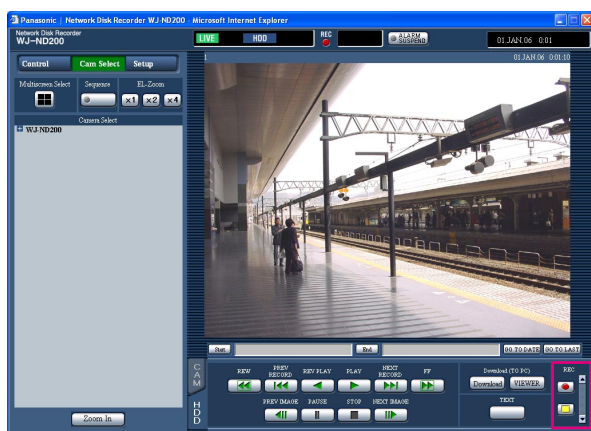 Panasonic | Network Disk Recorder WJ-ND200 - Microsoft Internet Explorer
Network Disk Recorder
WJ-ND200
LIVE HDD REC ALARM SUSPEND 01.JAN.06 0:01
Control Cam Select Setup
1 01.JAN.06 0:01:10
Multiscreen Select Sequence EL-Zoom
x1 x2 x4
Camera Select
WJ-ND200
Start End GO TO DATE GO TO LAST
CAM
HDD
REW PREV RECORD REV PLAY PLAY NEXT RECORD FF
Download (TO PC)
Download VIEWER
REC
PREV IMAGE PAUSE STOP NEXT IMAGE
TEXT
Zoom In